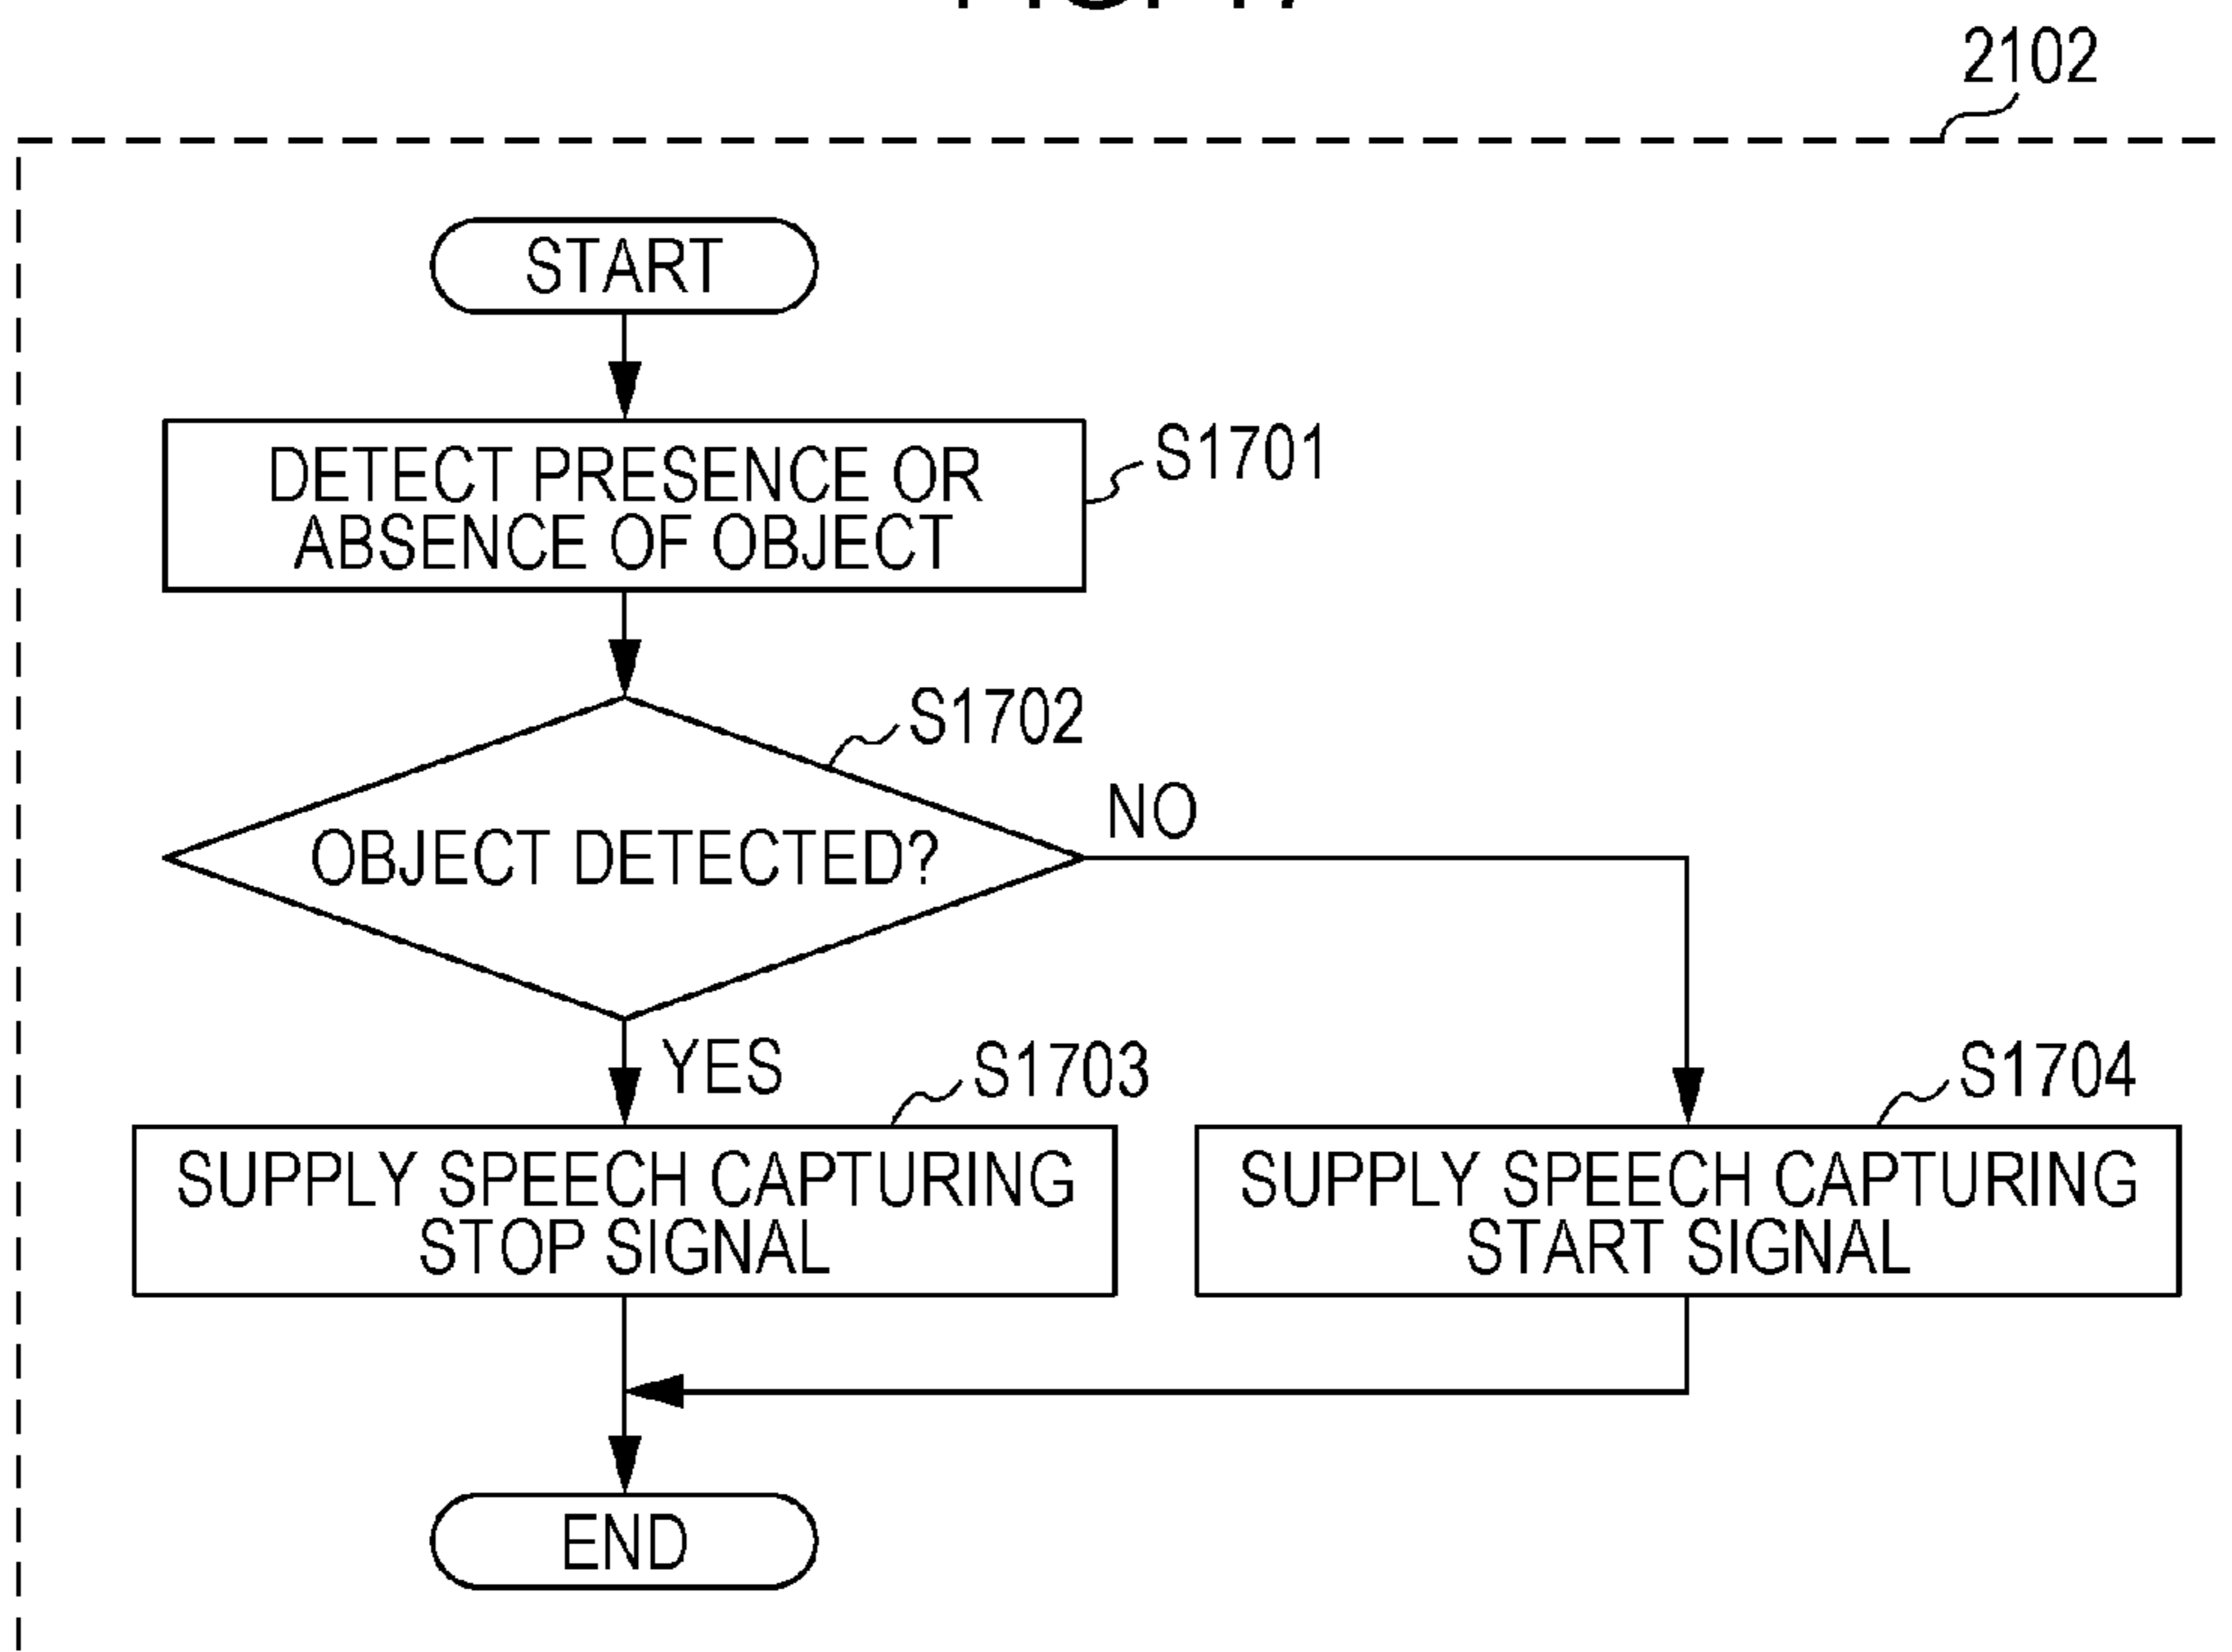 2102
START
DETECT PRESENCE OR
ABSENCE OF OBJECT
S1701
S1702
OBJECT DETECTED?
NO
YES
S1703
SUPPLY SPEECH CAPTURING
STOP SIGNAL
S1704
SUPPLY SPEECH CAPTURING
START SIGNAL
END